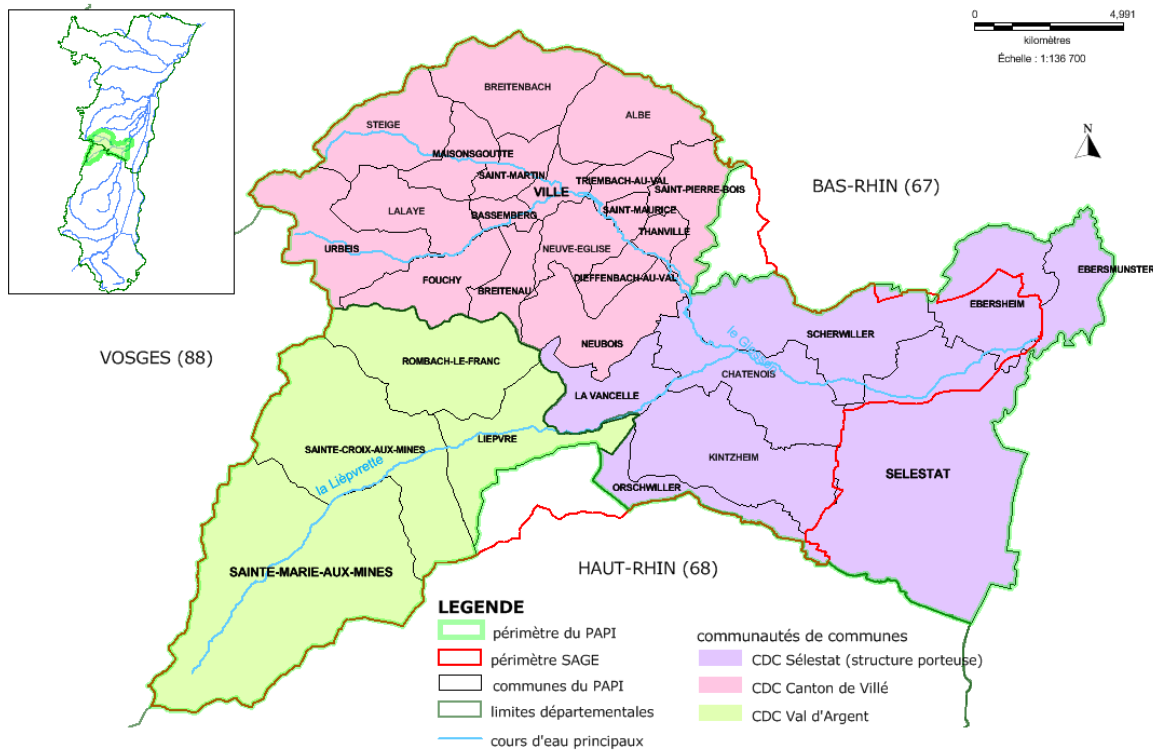 0 4,991
kilomètres
Échelle : 1:136 700
N
BREITENBACH
ALBE
STEIGE
MAISONSGOUTTE
SAINT-MARTIN
TRIEMBACH-AU-VAL
VILLE
SAINT-PIERRE-BOIS
BAS-RHIN (67)
LALAYE
BASSEMBERG
SAINT-MAURICE
THANVILLE
URBEIS
NEUVE-EGLISE
FOUCHY
DIEFFENBACH-AU-VAL
BREITENAU
EBERSMUNSTER
EBERSHEIM
SCHERWILLER
le Giessen
VOSGES (88)
NEUBOIS
ROMBACH-LE-FRANC
CHATENOIS
LA VANCELLE
LIEPVRE
SAINTE-CROIX-AUX-MINES
KINTZHEIM
la Lièpvrette
SELESTAT
ORSCHWILLER
SAINTE-MARIE-AUX-MINES
HAUT-RHIN (68)
LEGENDE
périmètre du PAPI
périmètre SAGE
communes du PAPI
limites départementales
cours d'eau principaux
communautés de communes
CDC Sélestat (structure porteuse)
CDC Canton de Villé
CDC Val d'Argent